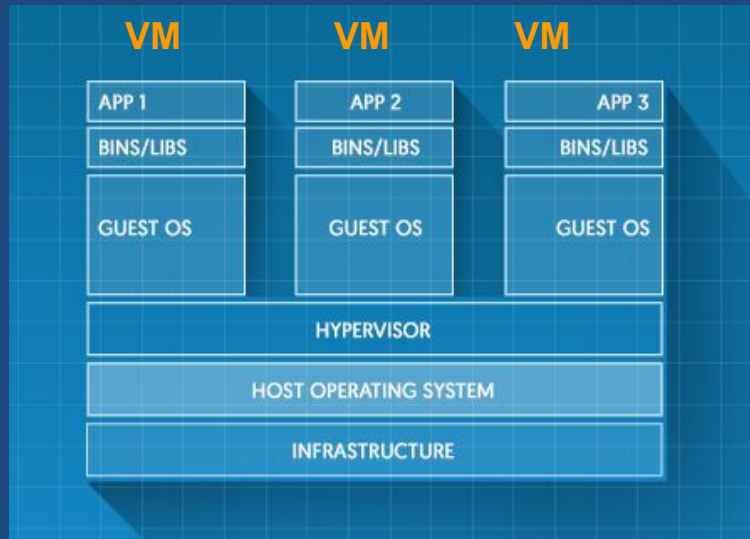 VM VM VM
APP 1 APP 2 APP 3
BINS/LIBS BINS/LIBS BINS/LIBS
GUEST OS GUEST OS GUEST OS
HYPERVISOR
HOST OPERATING SYSTEM
INFRASTRUCTURE